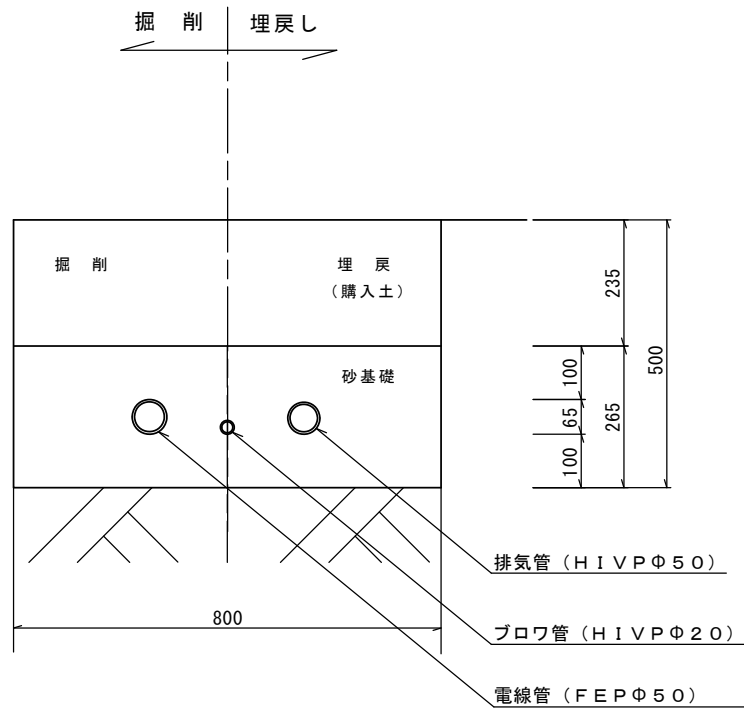 掘 削 埋戻し
掘 削
埋 戻
(購入土)
砂基礎
235
500
100
65
265
100
800
排気管(HIVPΦ50)
ブロワ管(HIVPΦ20)
電線管(FEPΦ50)